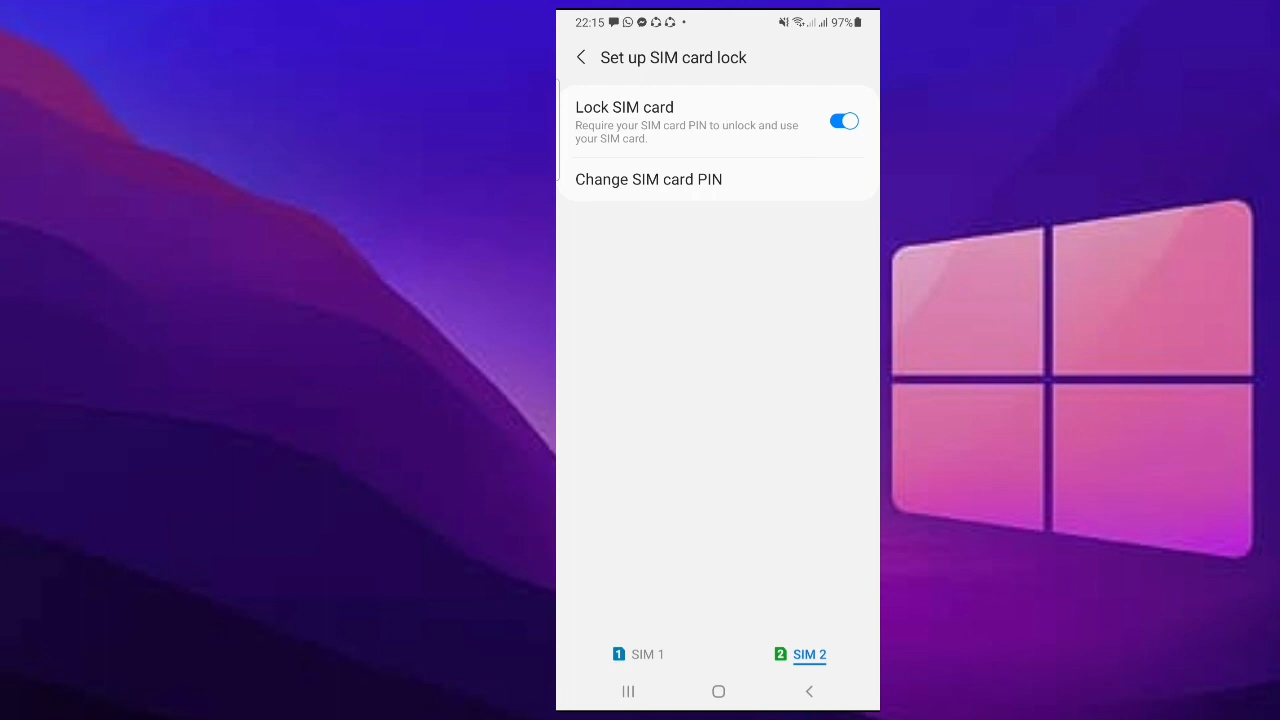 22:15 97%
Set up SIM card lock
Lock SIM card
Require your SIM card PIN to unlock and use
your SIM card.
Change SIM card PIN
1 SIM 1 2 SIM 2